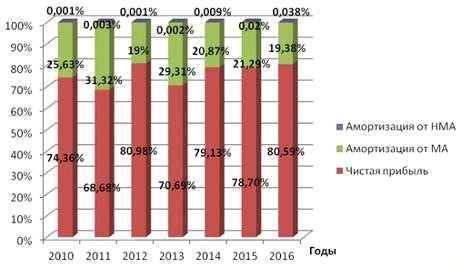 0,001% 0,003% 0,001% 0,002% 0,009% 0,02% 0,038%
100%
90%
80%
70%
60%
50%
40%
30%
20%
10%
0%
25,63% 31,32% 19% 29,31% 20,87% 21,29% 19,38%
74,36% 68,68% 80,98% 70,69% 79,13% 78,70% 80,59%
2010 2011 2012 2013 2014 2015 2016
Годы
Амортизация от НМА
Амортизация от МА
Чистая прибыль